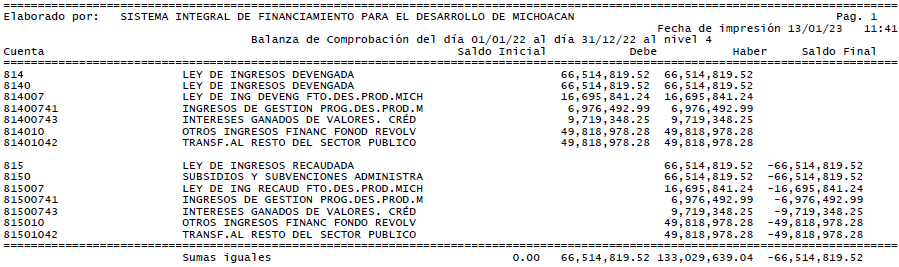 Elaborado por: SISTEMA INTEGRAL DE FINANCIAMIENTO PARA EL DESARROLLO DE MICHOACAN Pag. 1
Fecha de impresión 13/01/23 11:41
Balanza de Comprobación del día 01/01/22 al día 31/12/22 al nivel 4
Cuenta Saldo Inicial Debe Haber Saldo Final
814 LEY DE INGRESOS DEVENGADA 66,514,819.52 66,514,819.52
8140 LEY DE INGRESOS DEVENGADA 66,514,819.52 66,514,819.52
814007 LEY DE ING DEVENG FTO.DES.PROD.MICH 16,695,841.24 16,695,841.24
81400741 INGRESOS DE GESTION PROG.DES.PROD.M 6,976,492.99 6,976,492.99
81400743 INTERESES GANADOS DE VALORES. CRÉD 9,719,348.25 9,719,348.25
814010 OTROS INGRESOS FINANC FONOD REVOLV 49,818,978.28 49,818,978.28
81401042 TRANSF.AL RESTO DEL SECTOR PUBLICO 49,818,978.28 49,818,978.28
815 LEY DE INGRESOS RECAUDADA 66,514,819.52 -66,514,819.52
8150 SUBSIDIOS Y SUBVENCIONES ADMINISTRA 66,514,819.52 -66,514,819.52
815007 LEY DE ING RECAUD FTO.DES.PROD.MICH 16,695,841.24 -16,695,841.24
81500741 INGRESOS DE GESTION PROG.DES.PROD.M 6,976,492.99 -6,976,492.99
81500743 INTERESES GANADOS DE VALORES. CRÉD 9,719,348.25 -9,719,348.25
815010 OTROS INGRESOS FINANC FONDO REVOLV 49,818,978.28 -49,818,978.28
81501042 TRANSF.AL RESTO DEL SECTOR PUBLICO 49,818,978.28 -49,818,978.28
Sumas iguales 0.00 66,514,819.52 133,029,639.04 -66,514,819.52